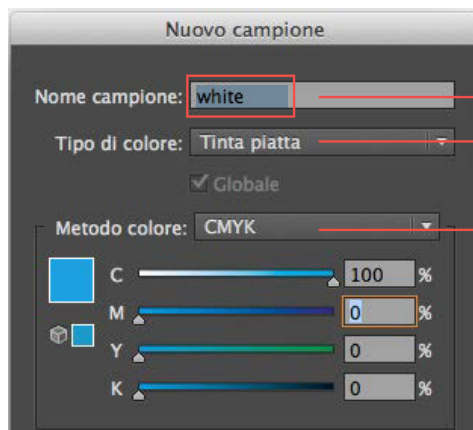 Nuovo campione
Nome campione: white
Tipo di colore: Tinta piatta
Globale
Metodo colore: CMYK
C 100 %
M 0 %
Y 0 %
K 0 %